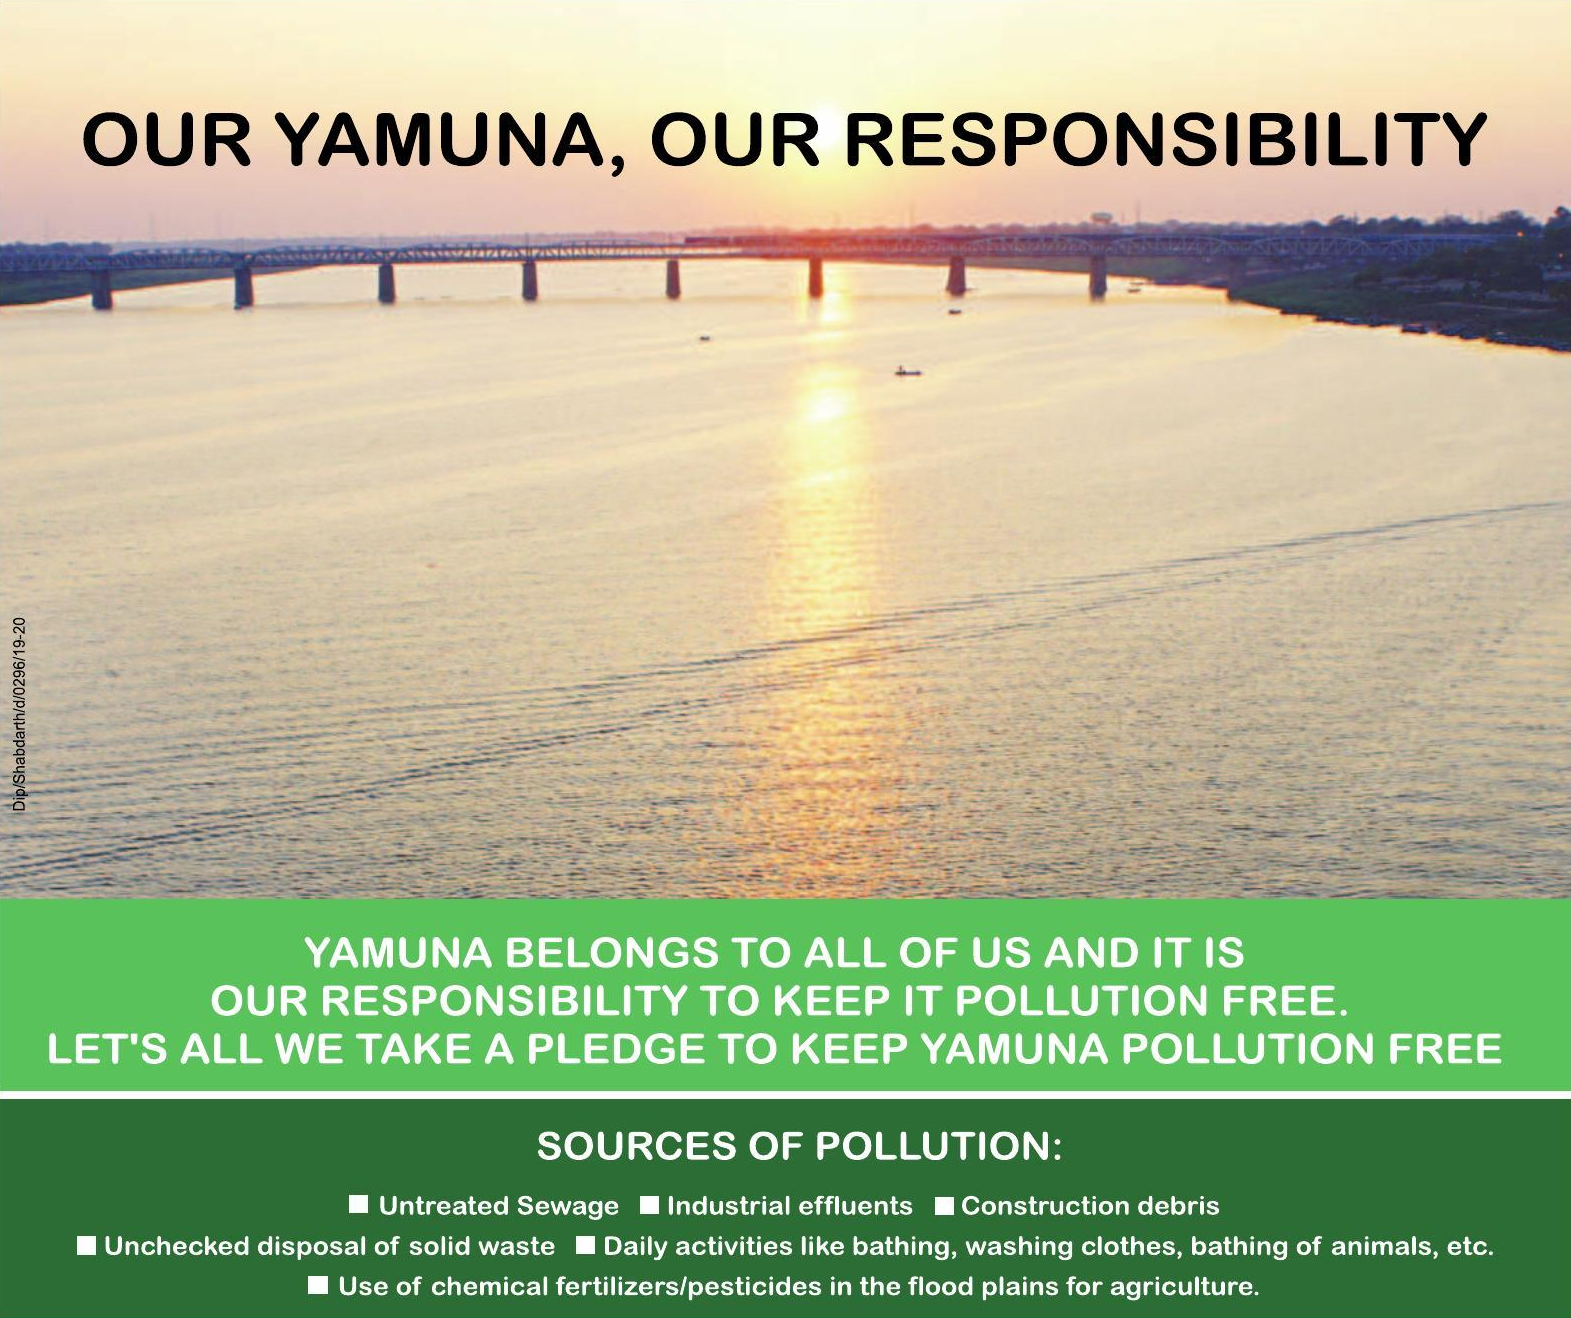 OUR YAMUNA, OUR RESPONSIBILITY
Dip/Shabdarth/d/0296/19-20
YAMUNA BELONGS TO ALL OF US AND IT IS
OUR RESPONSIBILITY TO KEEP IT POLLUTION FREE.
LET'S ALL WE TAKE A PLEDGE TO KEEP YAMUNA POLLUTION FREE
SOURCES OF POLLUTION:
■ Untreated Sewage ■ Industrial effluents ■ Construction debris
■ Unchecked disposal of solid waste ■ Daily activities like bathing, washing clothes, bathing of animals, etc.
■ Use of chemical fertilizers/pesticides in the flood plains for agriculture.